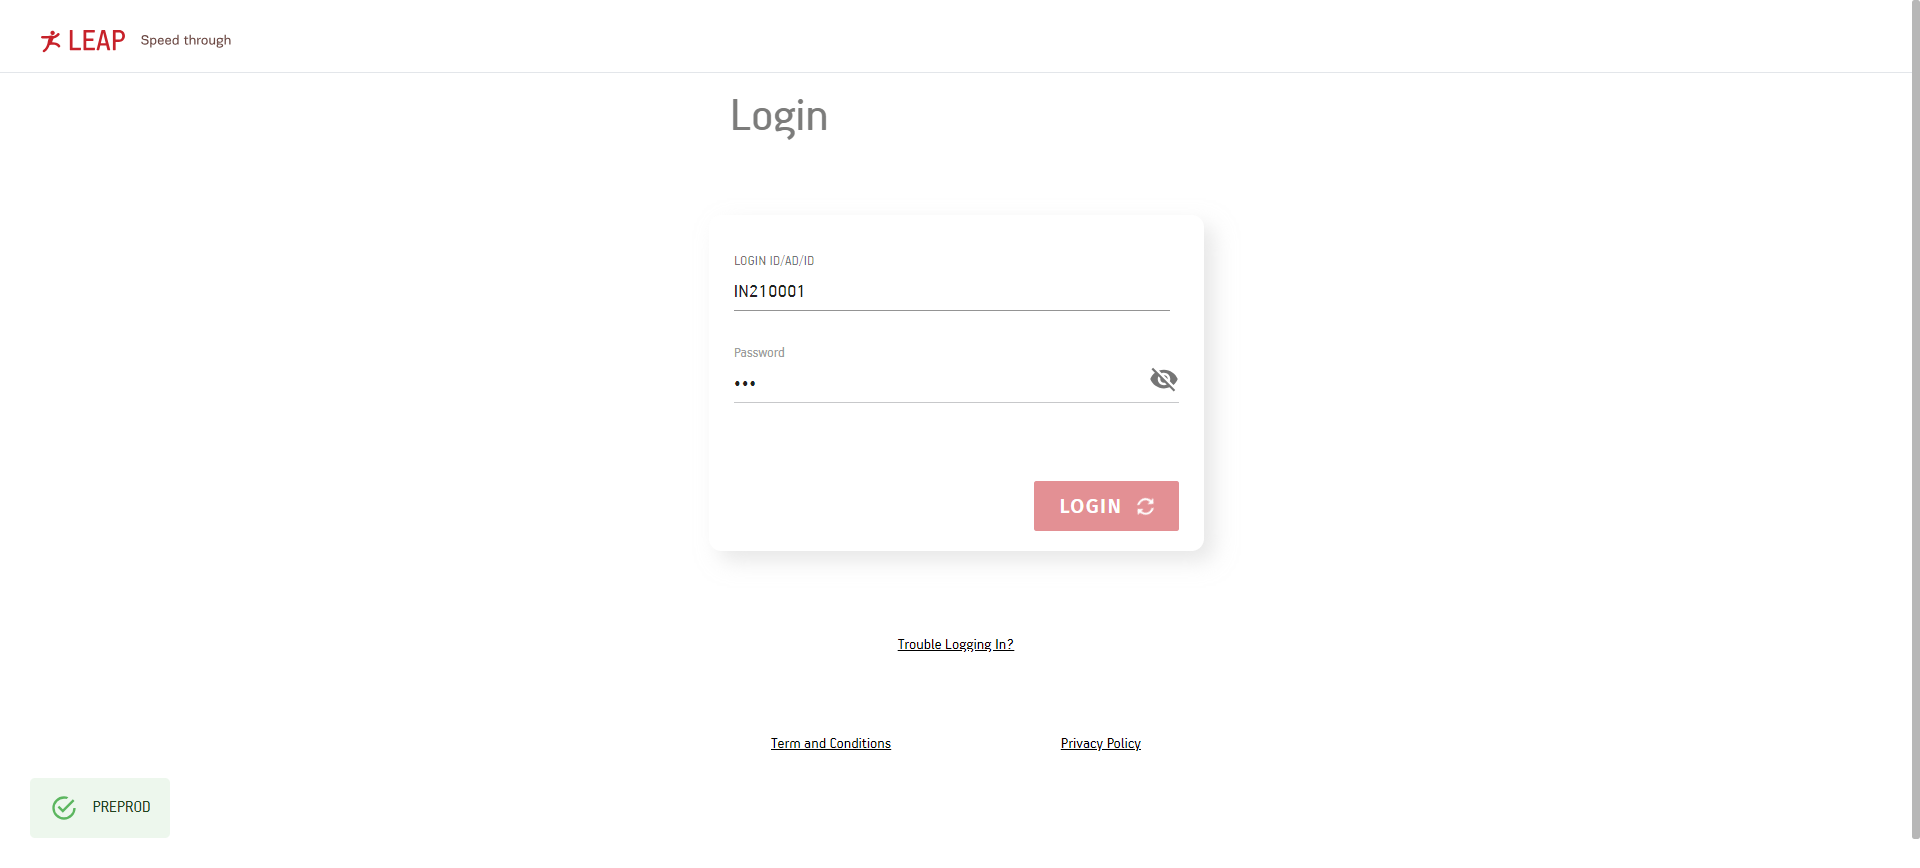 LEAP Speed through
Login
LOGIN ID/AD/ID
IN210001
Password
•••
LOGIN
Trouble Logging In?
Term and Conditions
Privacy Policy
PREPROD